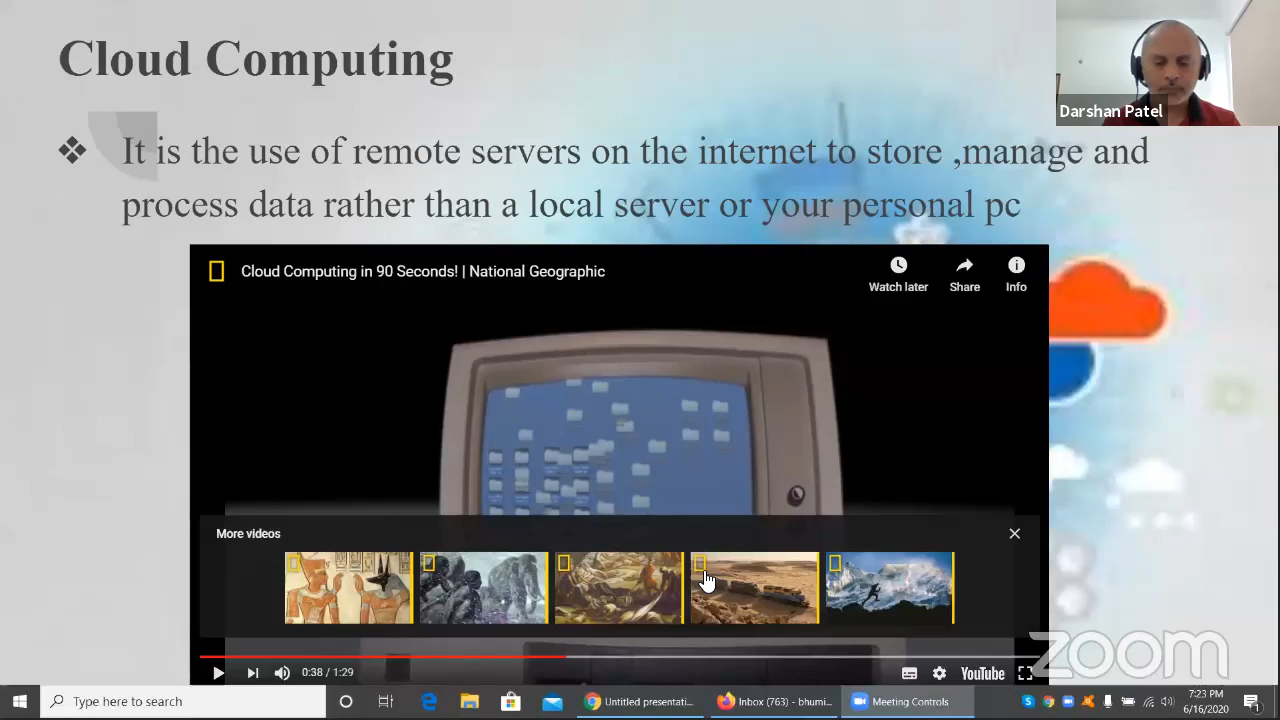 Cloud Computing
Darshan Patel
❖ It is the use of remote servers on the internet to store ,manage and
process data rather than a local server or your personal pc
Cloud Computing in 90 Seconds! | National Geographic
Watch later
Share
Info
More videos
0:38 / 1:29
YouTube
zoom
Type here to search
Untitled presentati...
Inbox (763) - bhumi...
Meeting Controls
7:23 PM
6/16/2020